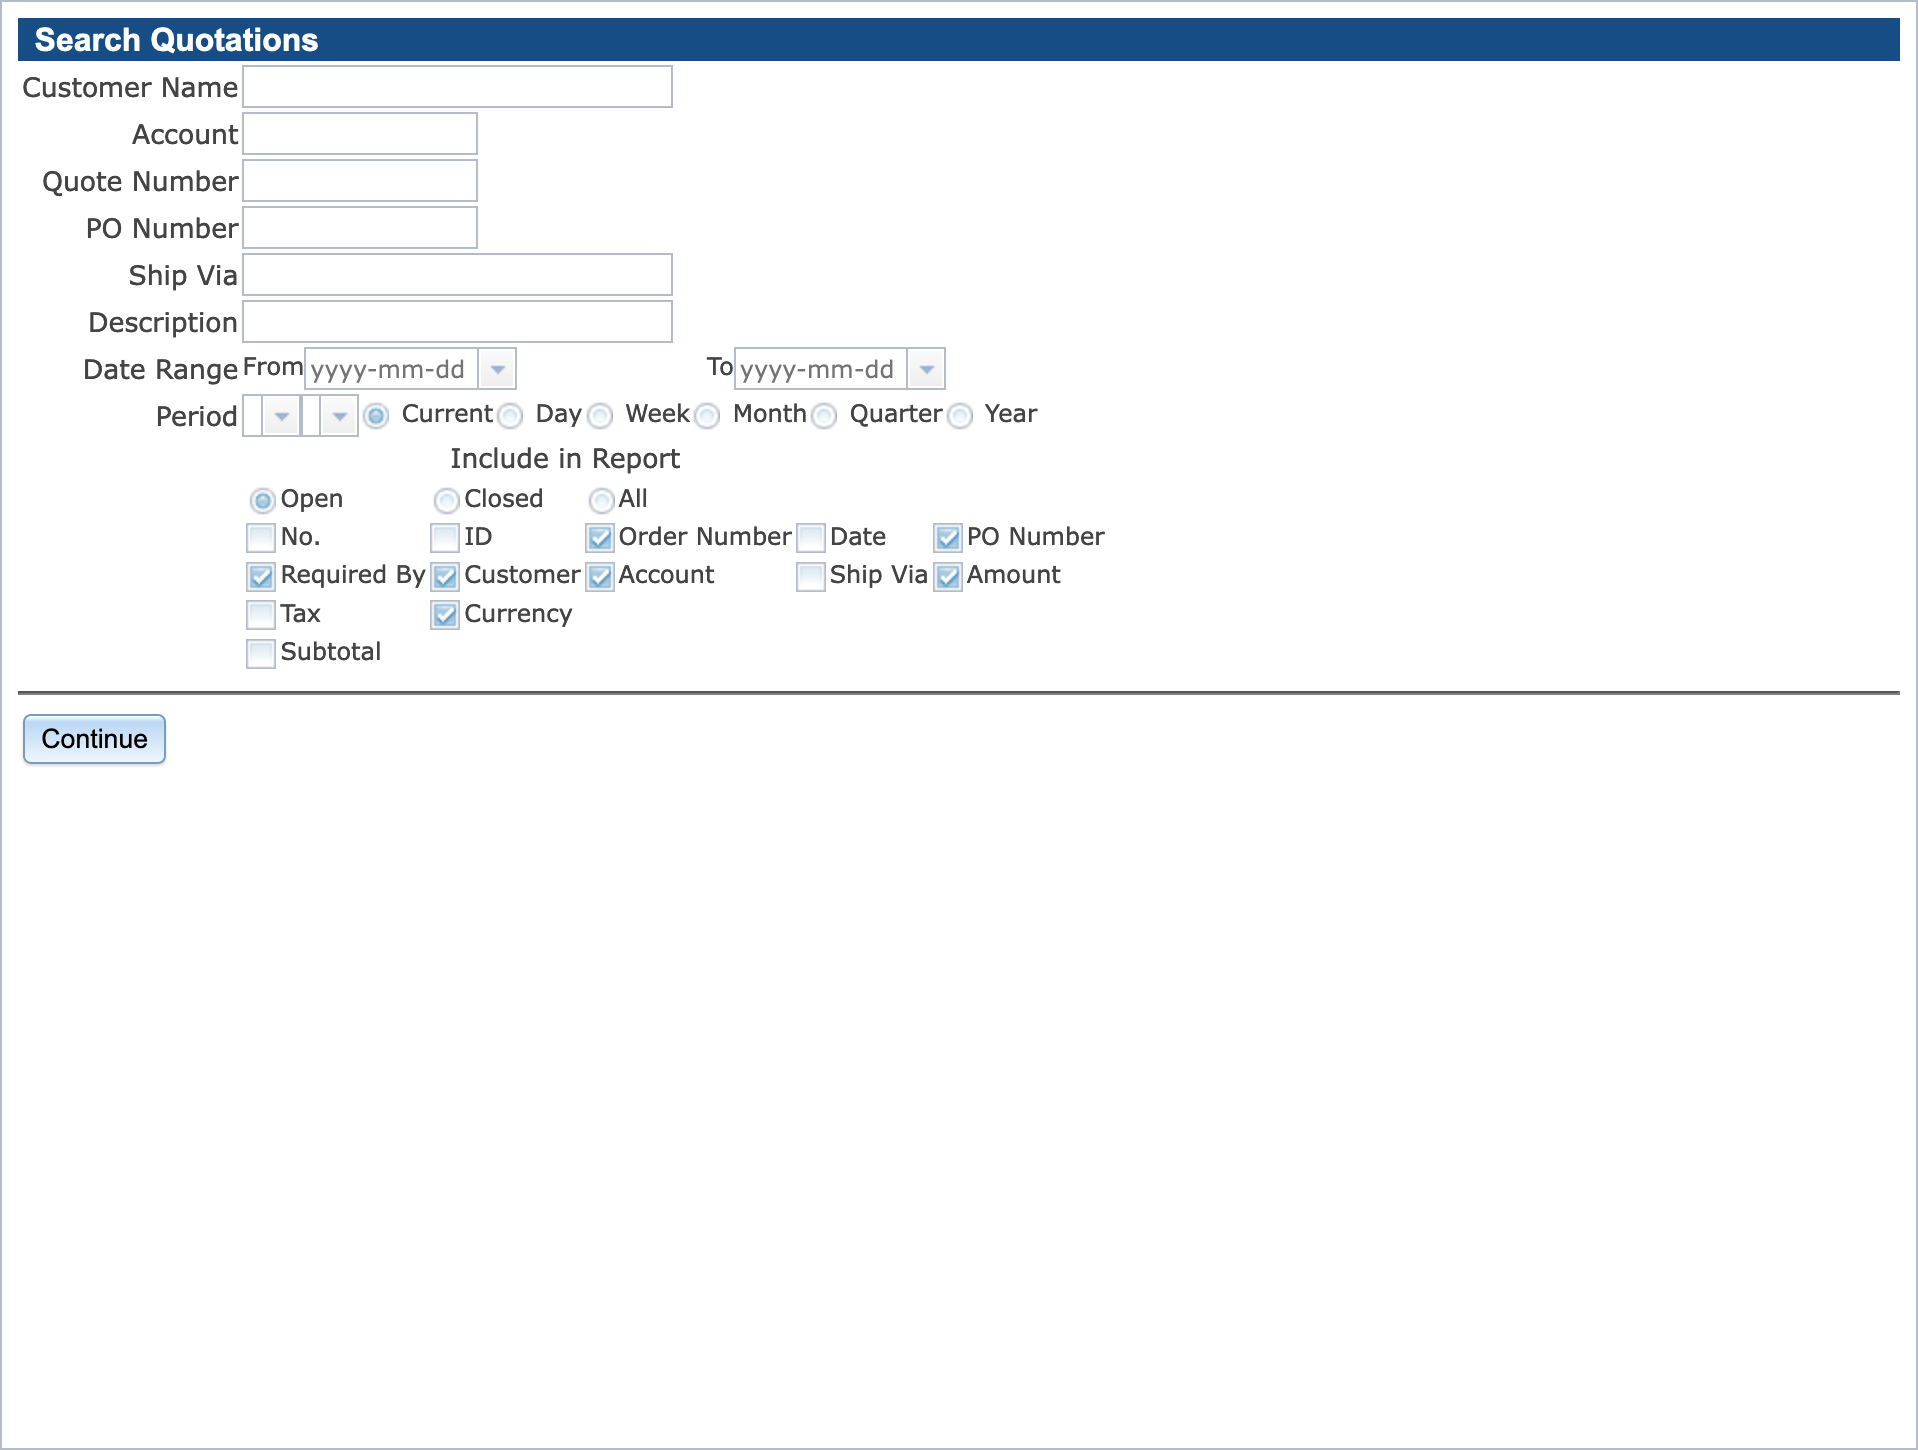 Search Quotations
Customer Name
Account
Quote Number
PO Number
Ship Via
Description
Date Range From yyyy-mm-dd To yyyy-mm-dd
Period Current Day Week Month Quarter Year
Include in Report
Open Closed All
No. ID Order Number Date PO Number
Required By Customer Account Ship Via Amount
Tax Currency
Subtotal
Continue